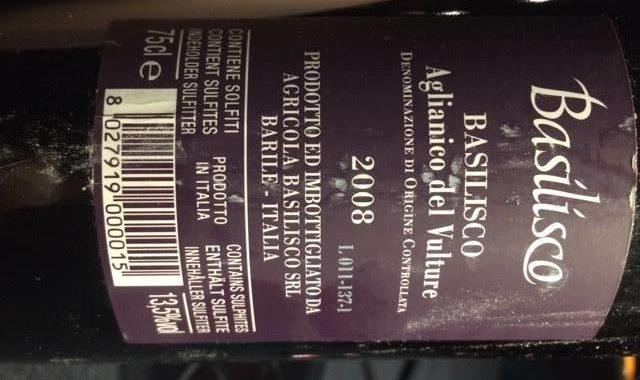 Basilisco
BASILISCO
Aglianico del Vulture
DENOMINAZIONE DI ORIGINE CONTROLLATA
2008 L 011-137-1
PRODOTTO ED IMBOTTIGLIATO DA
AGRICOLA BASILISCO SRL
BARILE - ITALIA
CONTIENE SOLFITI
CONTIENT SULFITES
INNEHOLDER SULFITTER
PRODOTTO
IN ITALIA
CONTAINS SULPHITES
ENTHÄLT SULFITE
INNEHÅLLER SULFITER
75cl e
8 027919 000015
13,5%vol